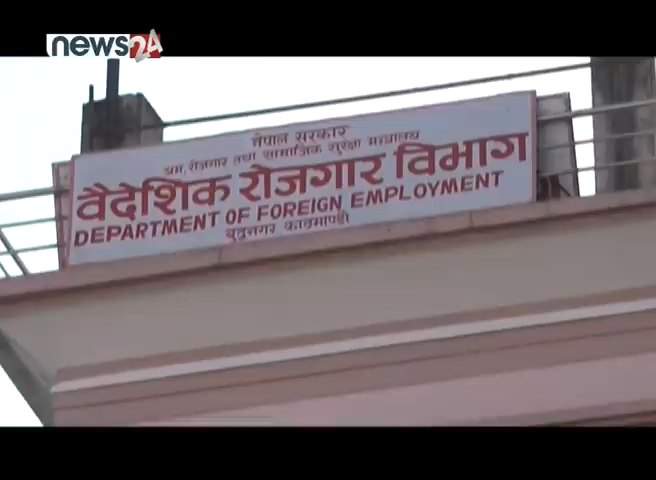 news24
नेपाल सरकार
श्रम, रोजगार तथा सामाजिक सुरक्षा मन्त्रालय
वैदेशिक रोजगार विभाग
DEPARTMENT OF FOREIGN EMPLOYMENT
बुद्धनगर काठमाण्डौ